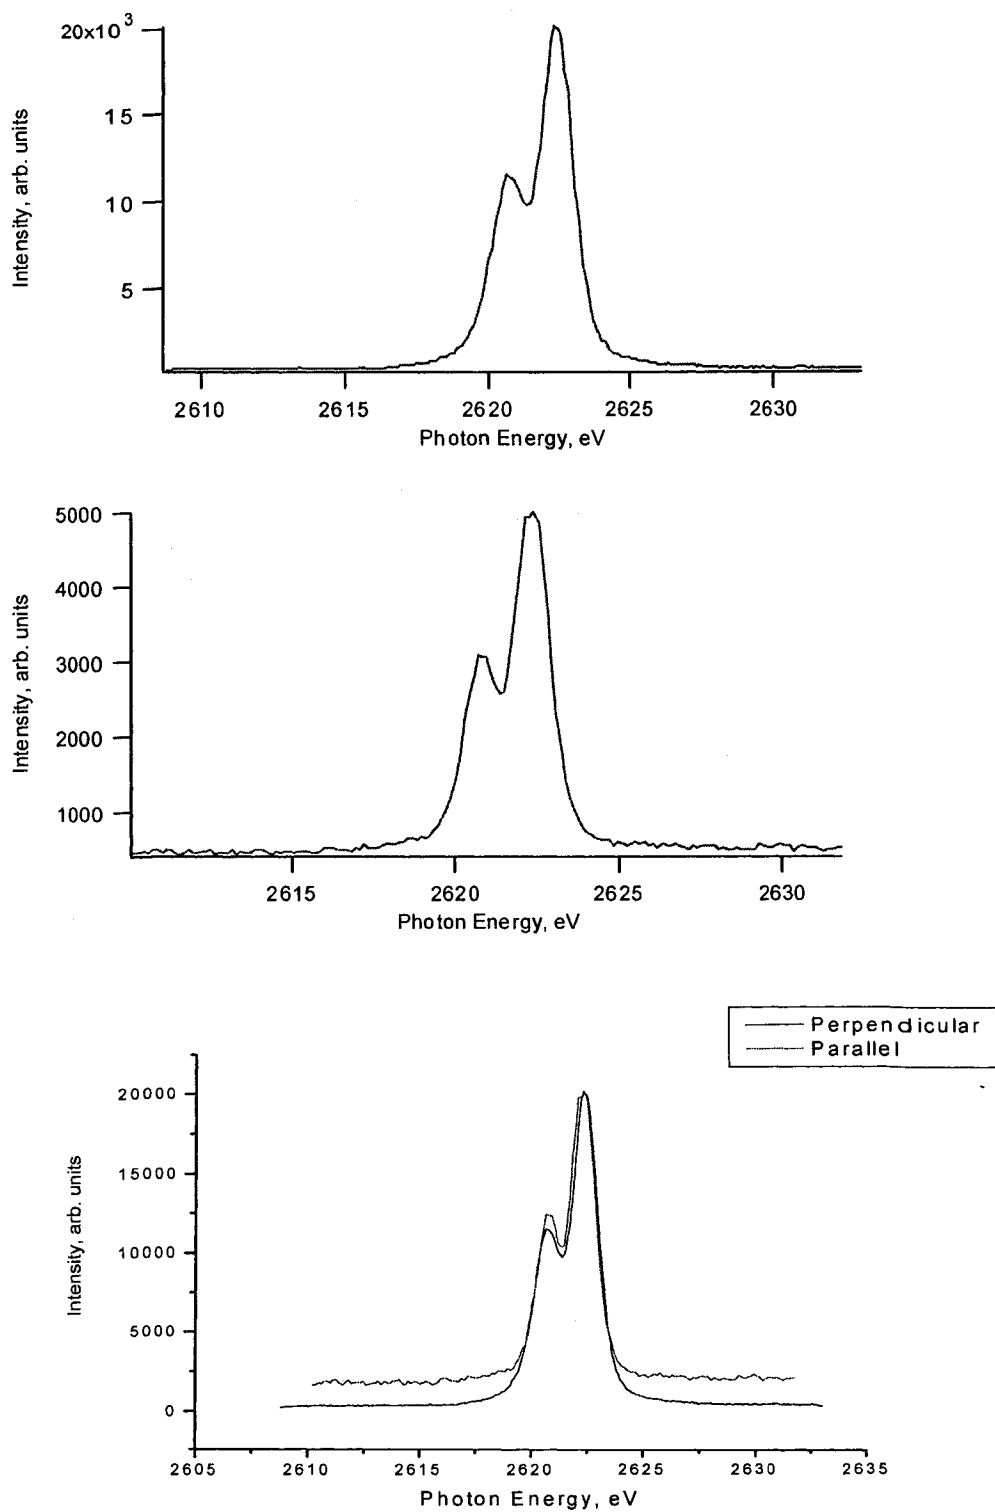 20x10³
15
10
5
Intensity, arb. units
2610 2615 2620 2625 2630
Photon Energy, eV
5000
4000
3000
2000
1000
Intensity, arb. units
2615 2620 2625 2630
Photon Energy, eV
Perpendicular
Parallel
20000
15000
10000
5000
0
Intensity, arb. units
2605 2610 2615 2620 2625 2630 2635
Photon Energy, eV